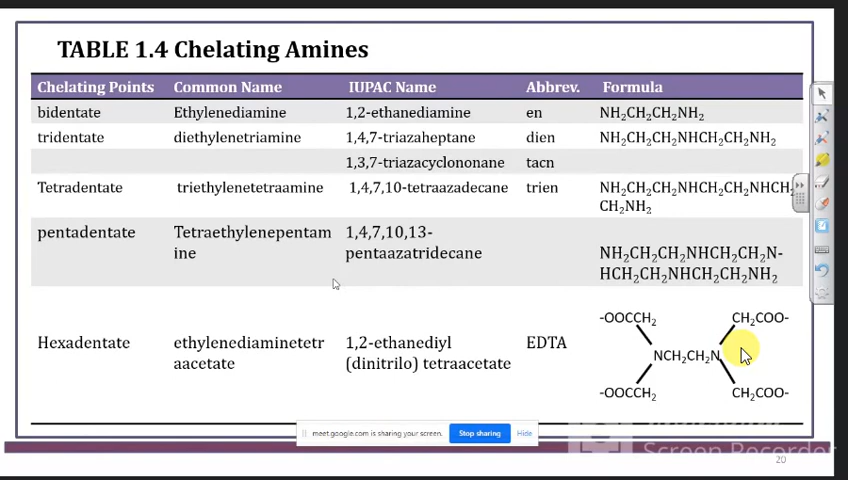 TABLE 1.4 Chelating Amines
Chelating Points Common Name IUPAC Name Abbrev. Formula
bidentate Ethylenediamine 1,2-ethanediamine en NH₂CH₂CH₂NH₂
tridentate diethylenetriamine 1,4,7-triazaheptane dien NH₂CH₂CH₂NHCH₂CH₂NH₂
1,3,7-triazacyclononane tacn
Tetradentate triethylenetetraamine 1,4,7,10-tetraazadecane trien NH₂CH₂CH₂NHCH₂CH₂NHCH₂
CH₂NH₂
pentadentate Tetraethylenepentam 1,4,7,10,13-
ine pentaazatridecane NH₂CH₂CH₂NHCH₂CH₂N-
HCH₂CH₂NHCH₂CH₂NH₂
-OOCCH₂ CH₂COO-
Hexadentate ethylenediaminetetr 1,2-ethanediyl EDTA
NCH₂CH₂N
aacetate (dinitrilo) tetraacetate
-OOCCH₂ CH₂COO-
meet.google.com is sharing your screen. Stop sharing Hide
Screen Recorder
20